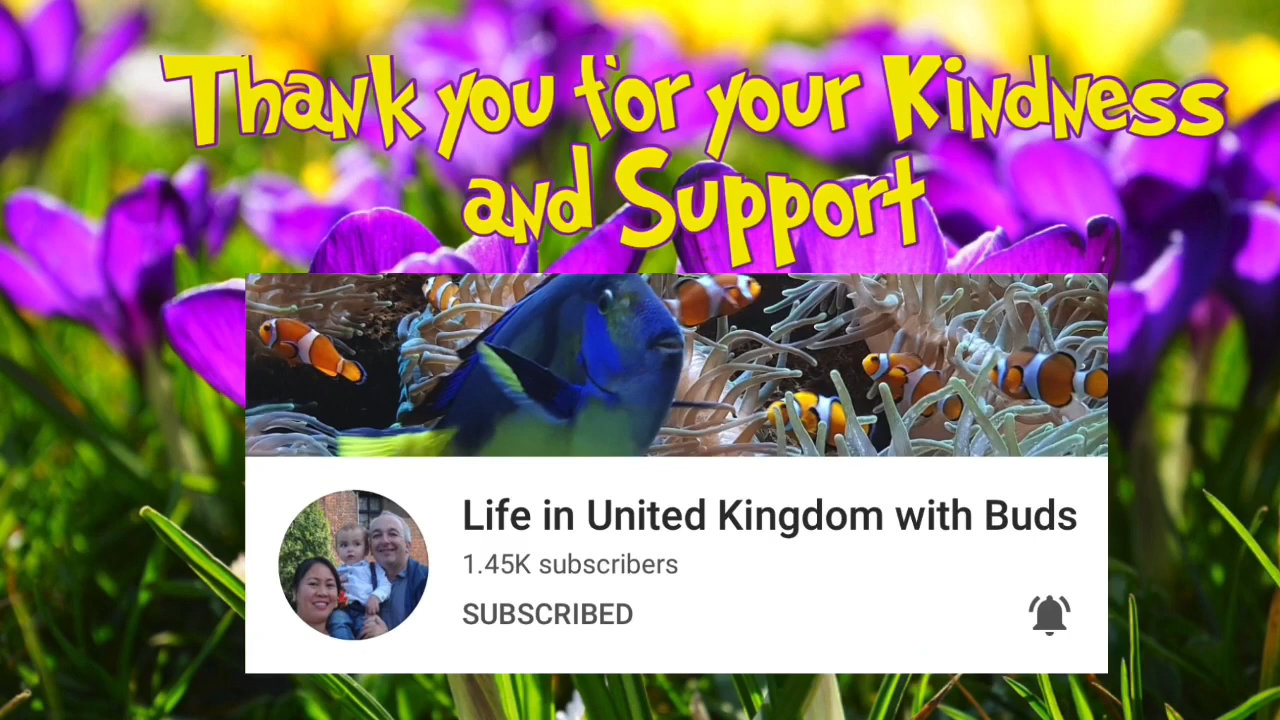 Thank you for your Kindness
and Support
Life in United Kingdom with Buds
1.45K subscribers
SUBSCRIBED